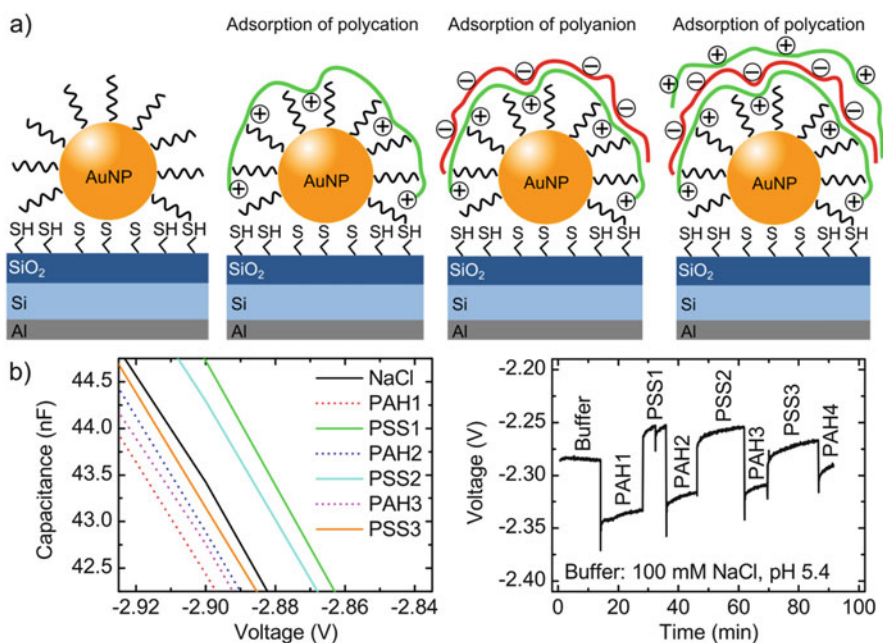 a)
Adsorption of polycation
Adsorption of polyanion
Adsorption of polycation
AuNP
AuNP
AuNP
AuNP
SH SH S S S SH SH
SH SH S S S SH SH
SH SH S S S SH SH
SH SH S S S SH SH
SiO₂
SiO₂
SiO₂
SiO₂
Si
Si
Si
Si
Al
Al
Al
Al
b)
Capacitance (nF)
44.5
44.0
43.5
43.0
42.5
-2.92 -2.90 -2.88 -2.86 -2.84
Voltage (V)
NaCl
PAH1
PSS1
PAH2
PSS2
PAH3
PSS3
Voltage (V)
-2.20
-2.25
-2.30
-2.35
-2.40
Buffer
PAH1
PSS1
PAH2
PSS2
PAH3
PSS3
PAH4
Buffer: 100 mM NaCl, pH 5.4
0 20 40 60 80 100
Time (min)